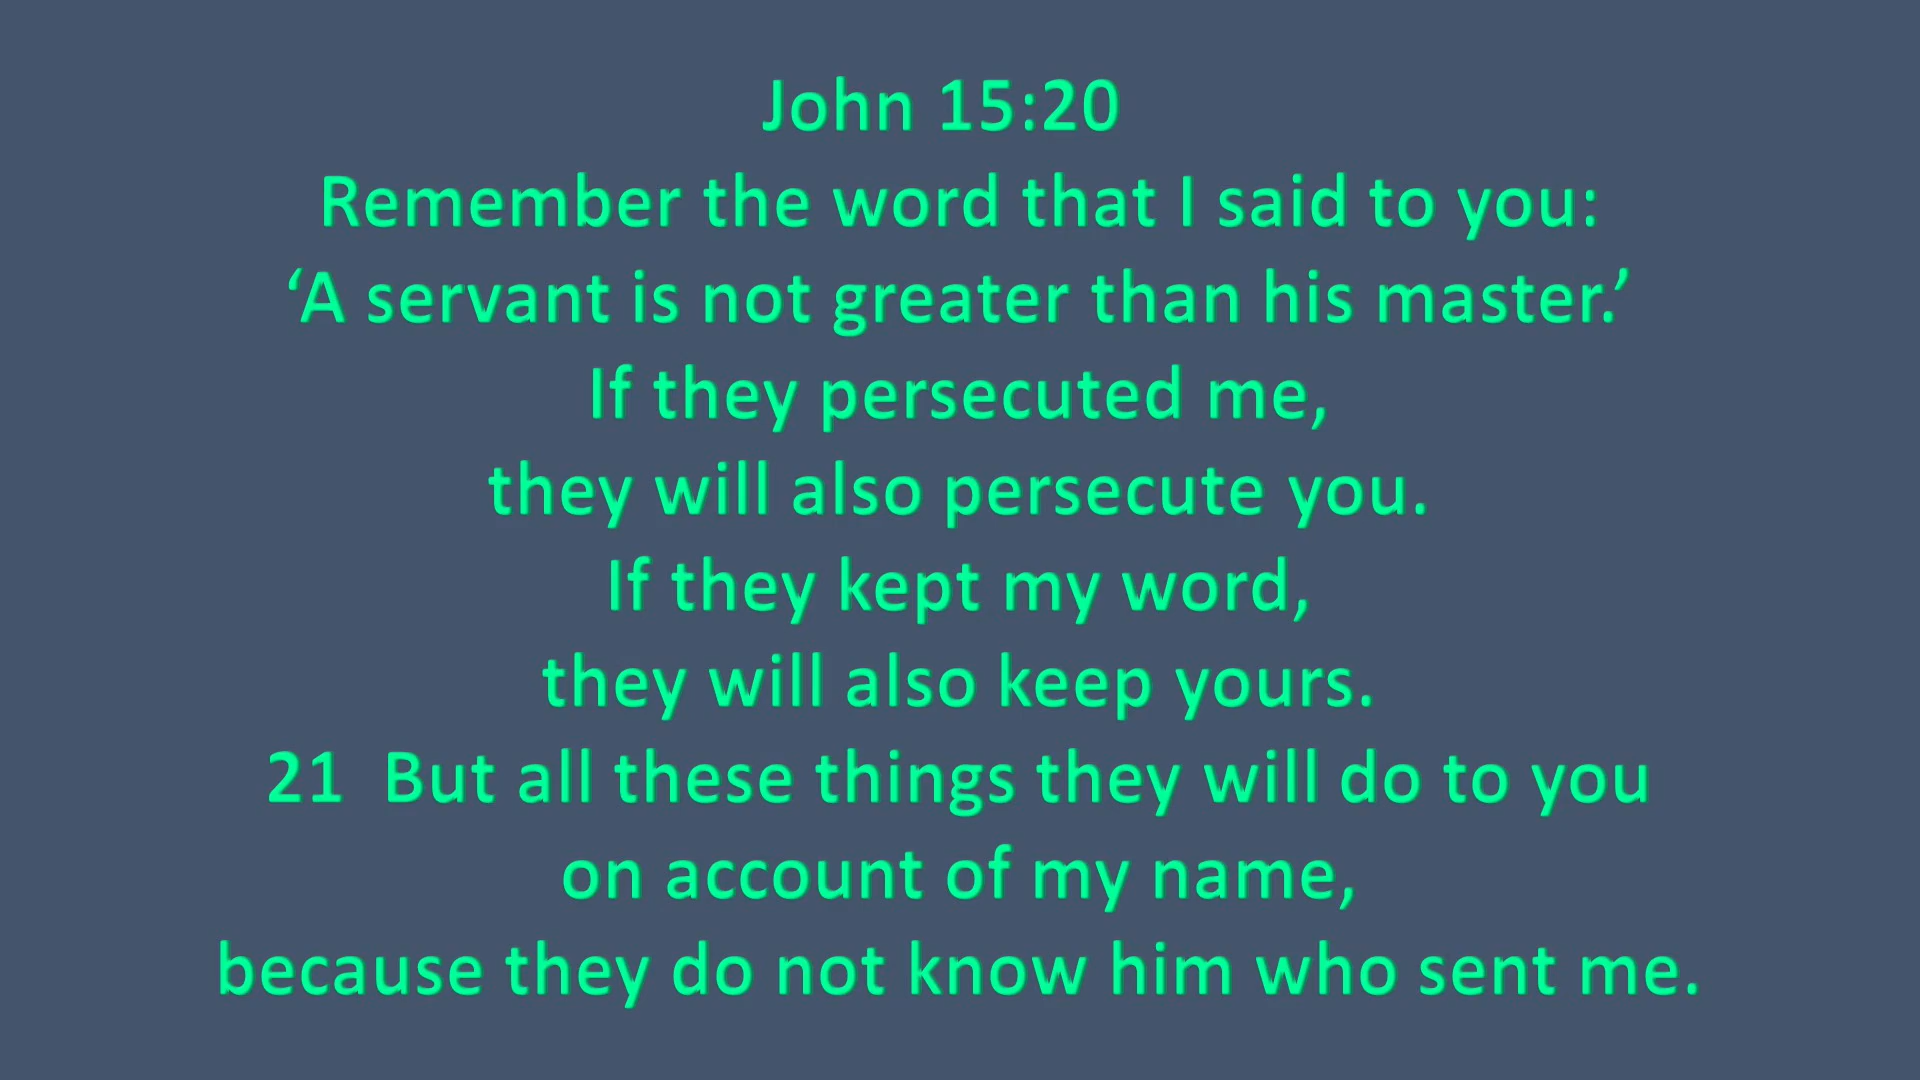 John 15:20
Remember the word that I said to you:
‘A servant is not greater than his master.’
If they persecuted me,
they will also persecute you.
If they kept my word,
they will also keep yours.
21  But all these things they will do to you
on account of my name,
because they do not know him who sent me.